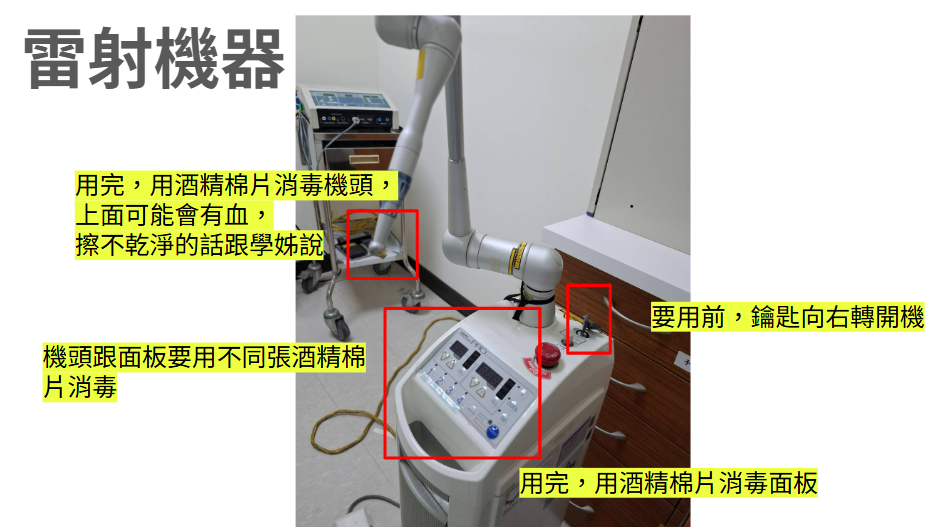 雷射機器
用完，用酒精棉片消毒機頭，
上面可能會有血，
擦不乾淨的話跟學姊說
要用前，鑰匙向右轉開機
機頭跟面板要用不同張酒精棉
片消毒
用完，用酒精棉片消毒面板